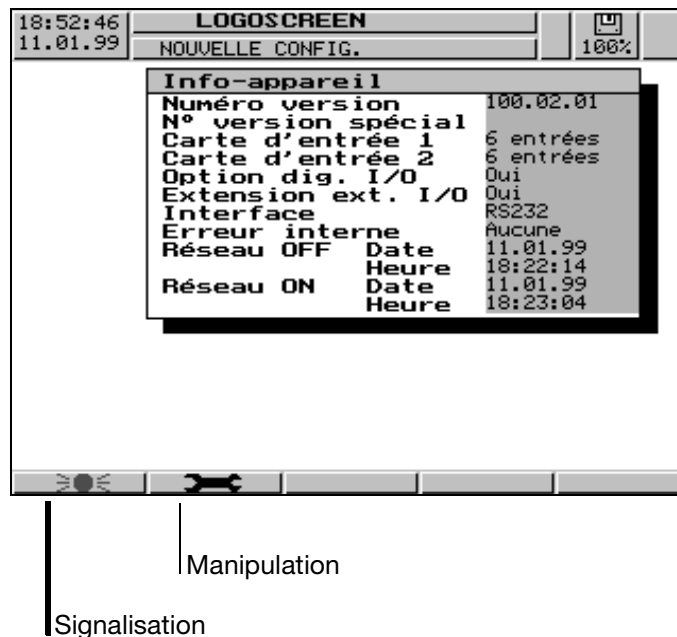 18:52:46 LOGOSCREEN
11.01.99 NOUVELLE CONFIG. 100%
Info-appareil
Numéro version 100.02.01
Nº version spécial
Carte d'entrée 1 6 entrées
Carte d'entrée 2 6 entrées
Option dig. I/O Oui
Extension ext. I/O Oui
Interface RS232
Erreur interne Aucune
Réseau OFF Date 11.01.99
Heure 18:22:14
Réseau ON Date 11.01.99
Heure 18:23:04
Manipulation
Signalisation